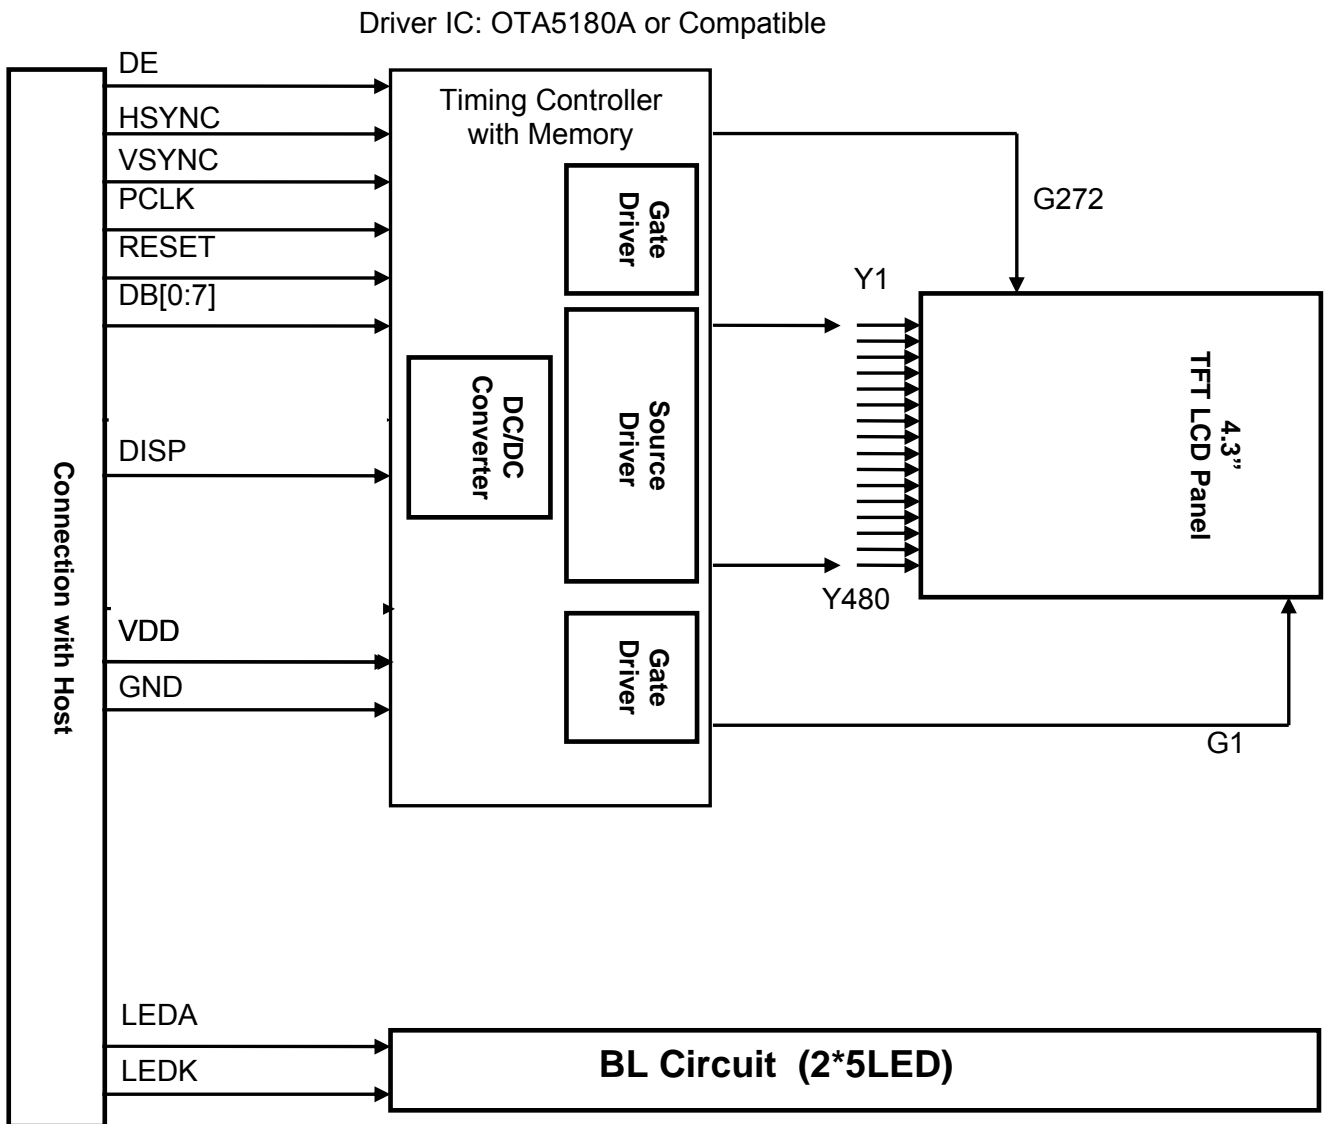 Driver IC: OTA5180A or Compatible
DE
HSYNC
VSYNC
PCLK
RESET
DB[0:7]
DISP
VDD
GND
LEDA
LEDK
Connection with Host
Timing Controller
with Memory
Gate
Driver
DC/DC
Converter
Source
Driver
Gate
Driver
G272
Y1
Y480
G1
4.3”
TFT LCD Panel
BL Circuit (2*5LED)